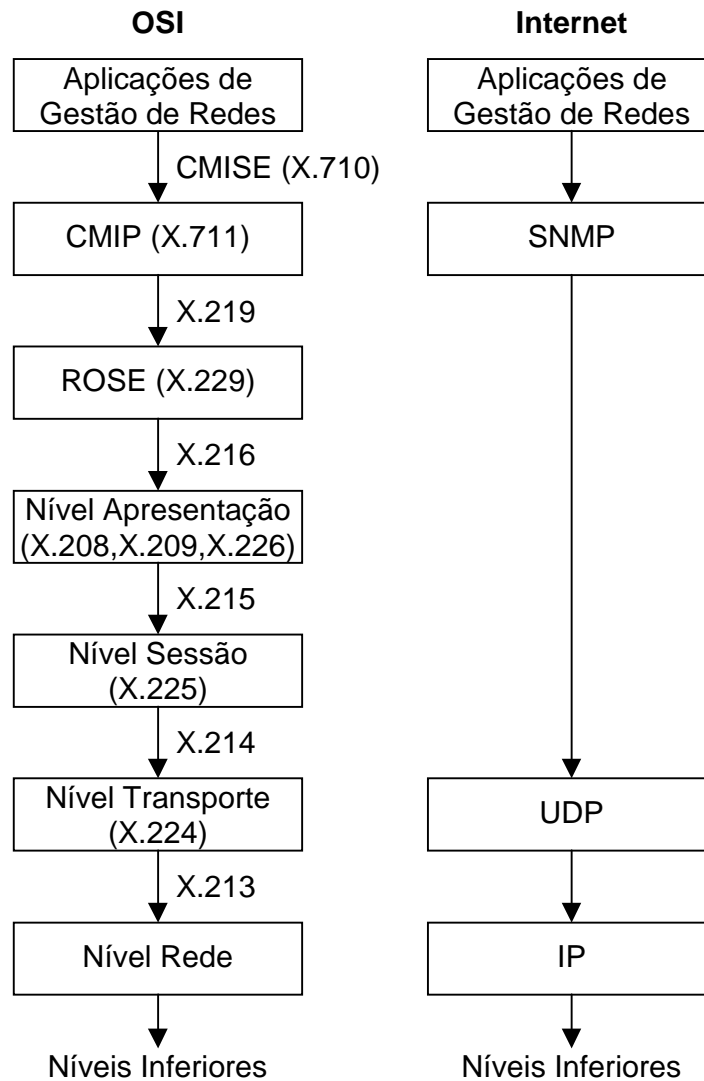 OSI
Aplicações de
Gestão de Redes
CMISE (X.710)
CMIP (X.711)
X.219
ROSE (X.229)
X.216
Nível Apresentação
(X.208,X.209,X.226)
X.215
Nível Sessão
(X.225)
X.214
Nível Transporte
(X.224)
X.213
Nível Rede
Níveis Inferiores
Internet
Aplicações de
Gestão de Redes
SNMP
UDP
IP
Níveis Inferiores